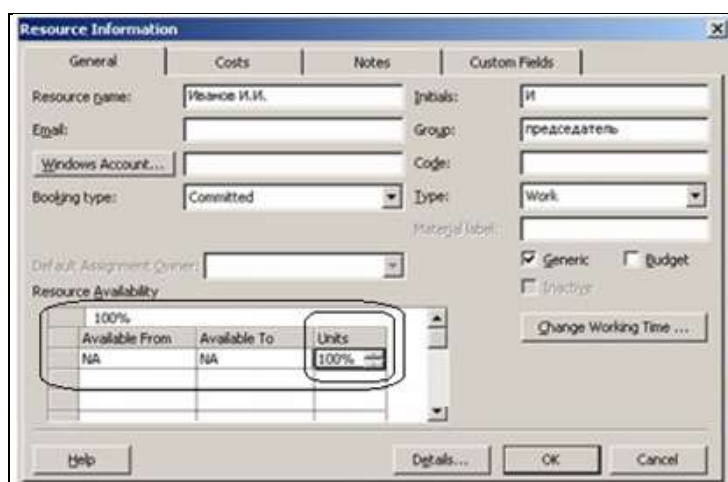 Resource Information
General Costs Notes Custom Fields
Resource name: Иванов И.И. Initials: И
Email: Group: председатель
Windows Account... Code:
Booking type: Committed Type: Work
Material label:
Default Assignment Owner: Generic Budget
Resource Availability Inactive
100% Change Working Time ...
Available From Available To Units
NA NA 100%
Help Details... OK Cancel